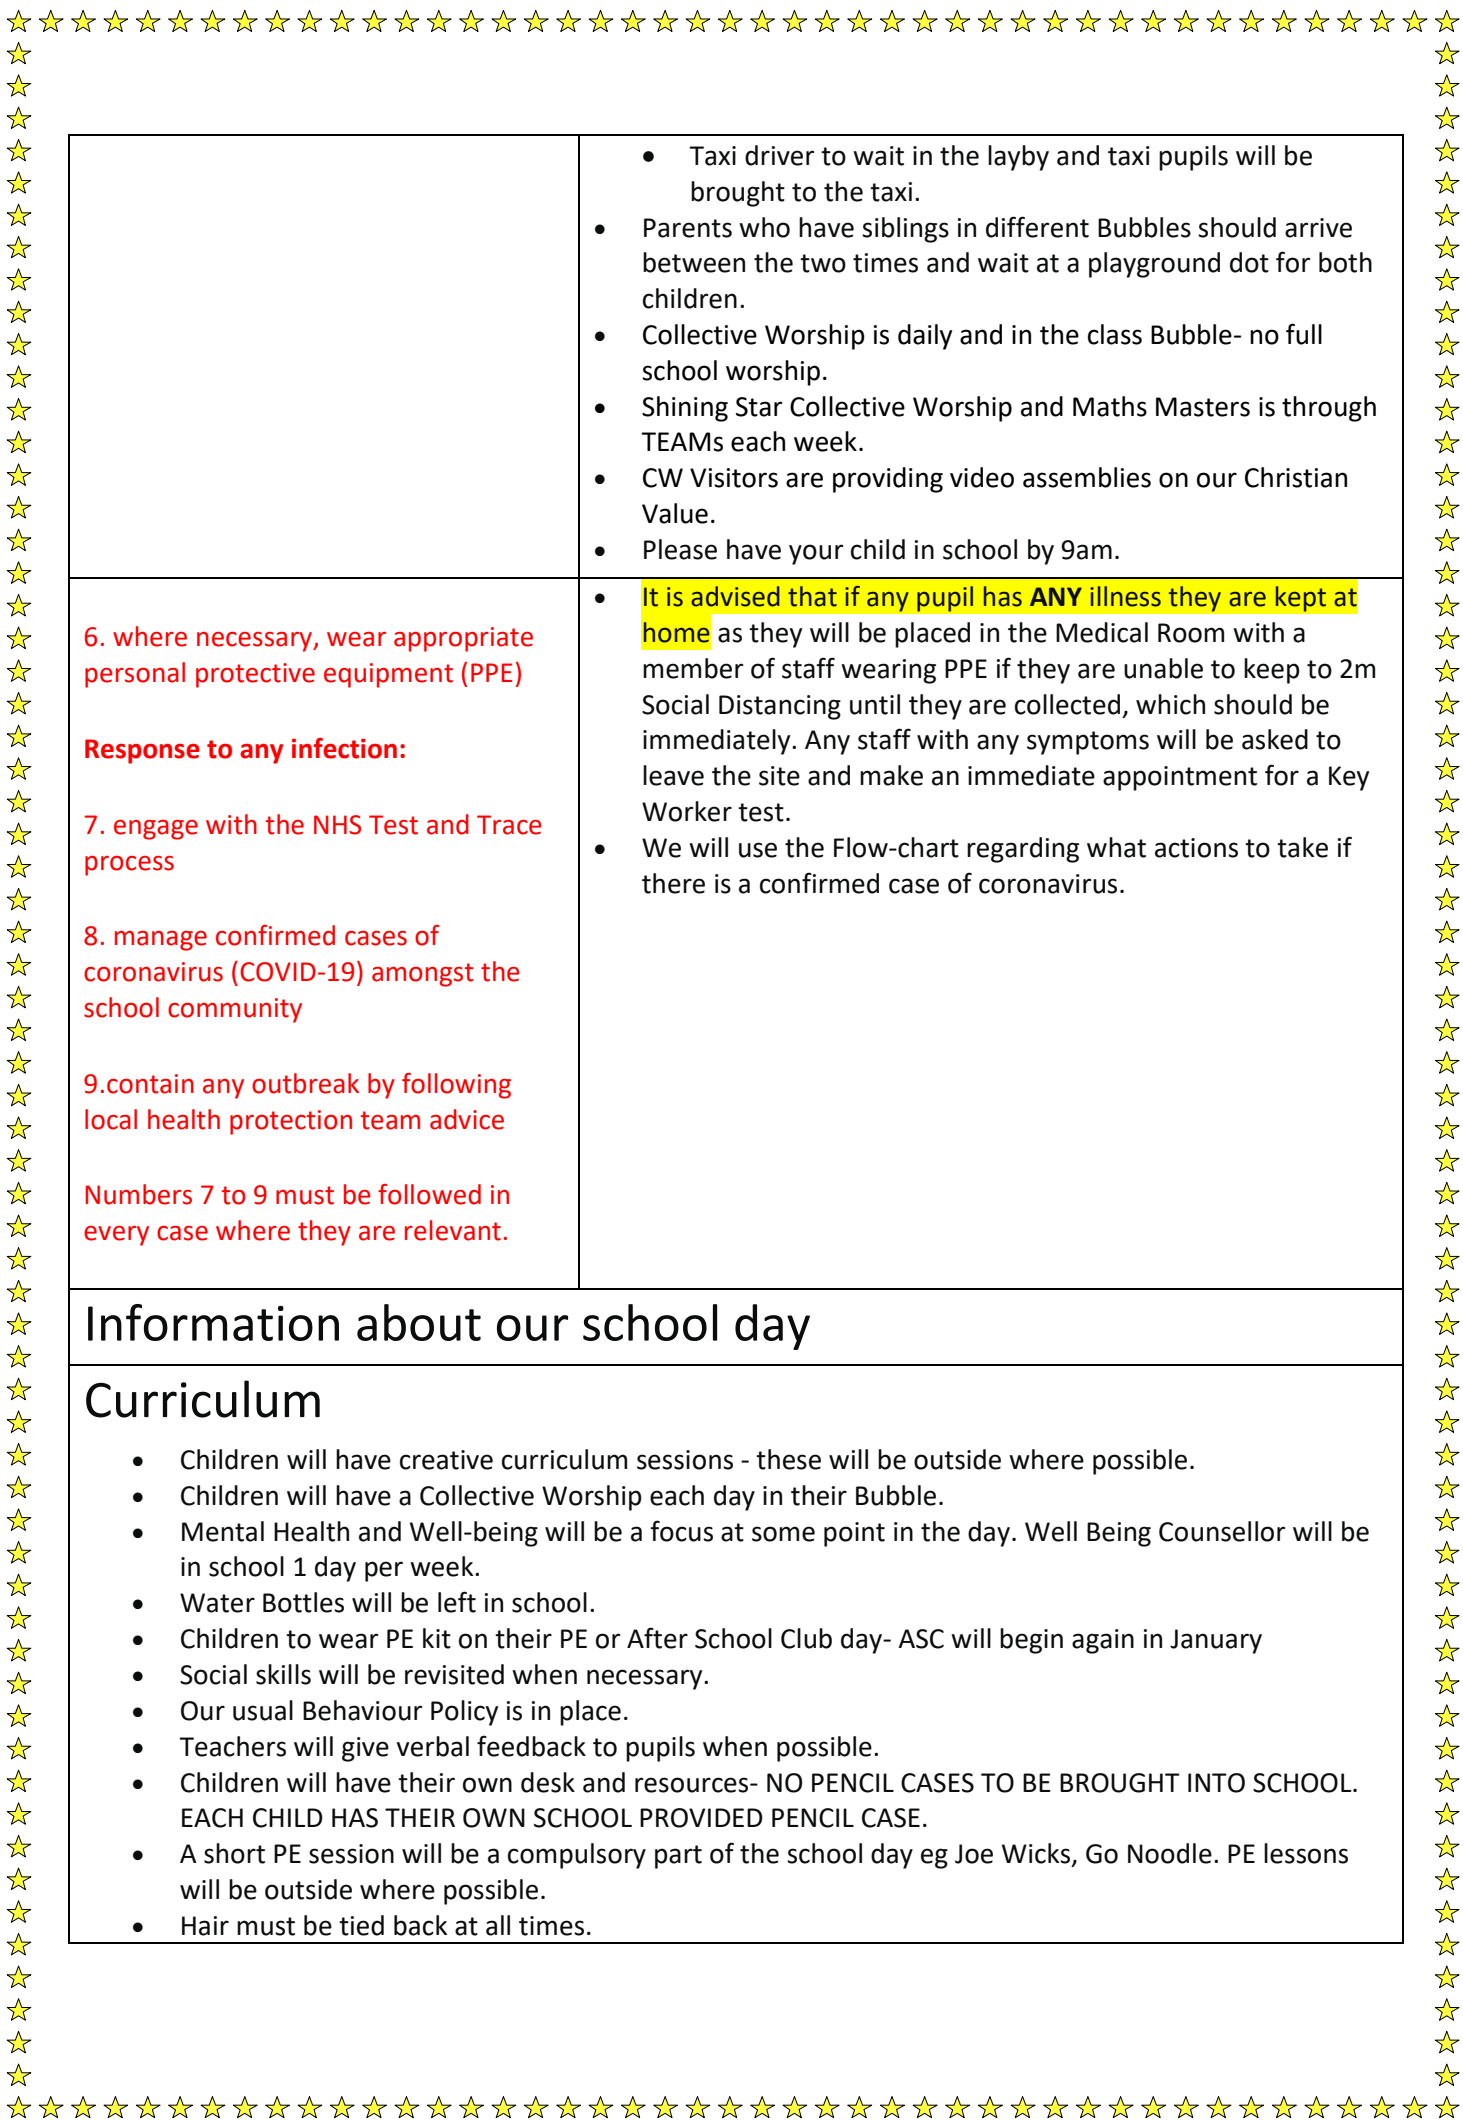 • Taxi driver to wait in the layby and taxi pupils will be
brought to the taxi.
• Parents who have siblings in different Bubbles should arrive
between the two times and wait at a playground dot for both
children.
• Collective Worship is daily and in the class Bubble- no full
school worship.
• Shining Star Collective Worship and Maths Masters is through
TEAMs each week.
• CW Visitors are providing video assemblies on our Christian
Value.
• Please have your child in school by 9am.
6. where necessary, wear appropriate
personal protective equipment (PPE)
Response to any infection:
7. engage with the NHS Test and Trace
process
8. manage confirmed cases of
coronavirus (COVID-19) amongst the
school community
9.contain any outbreak by following
local health protection team advice
Numbers 7 to 9 must be followed in
every case where they are relevant.
• It is advised that if any pupil has ANY illness they are kept at
home as they will be placed in the Medical Room with a
member of staff wearing PPE if they are unable to keep to 2m
Social Distancing until they are collected, which should be
immediately. Any staff with any symptoms will be asked to
leave the site and make an immediate appointment for a Key
Worker test.
• We will use the Flow-chart regarding what actions to take if
there is a confirmed case of coronavirus.
Information about our school day
Curriculum
• Children will have creative curriculum sessions - these will be outside where possible.
• Children will have a Collective Worship each day in their Bubble.
• Mental Health and Well-being will be a focus at some point in the day. Well Being Counsellor will be
in school 1 day per week.
• Water Bottles will be left in school.
• Children to wear PE kit on their PE or After School Club day- ASC will begin again in January
• Social skills will be revisited when necessary.
• Our usual Behaviour Policy is in place.
• Teachers will give verbal feedback to pupils when possible.
• Children will have their own desk and resources- NO PENCIL CASES TO BE BROUGHT INTO SCHOOL.
EACH CHILD HAS THEIR OWN SCHOOL PROVIDED PENCIL CASE.
• A short PE session will be a compulsory part of the school day eg Joe Wicks, Go Noodle. PE lessons
will be outside where possible.
• Hair must be tied back at all times.